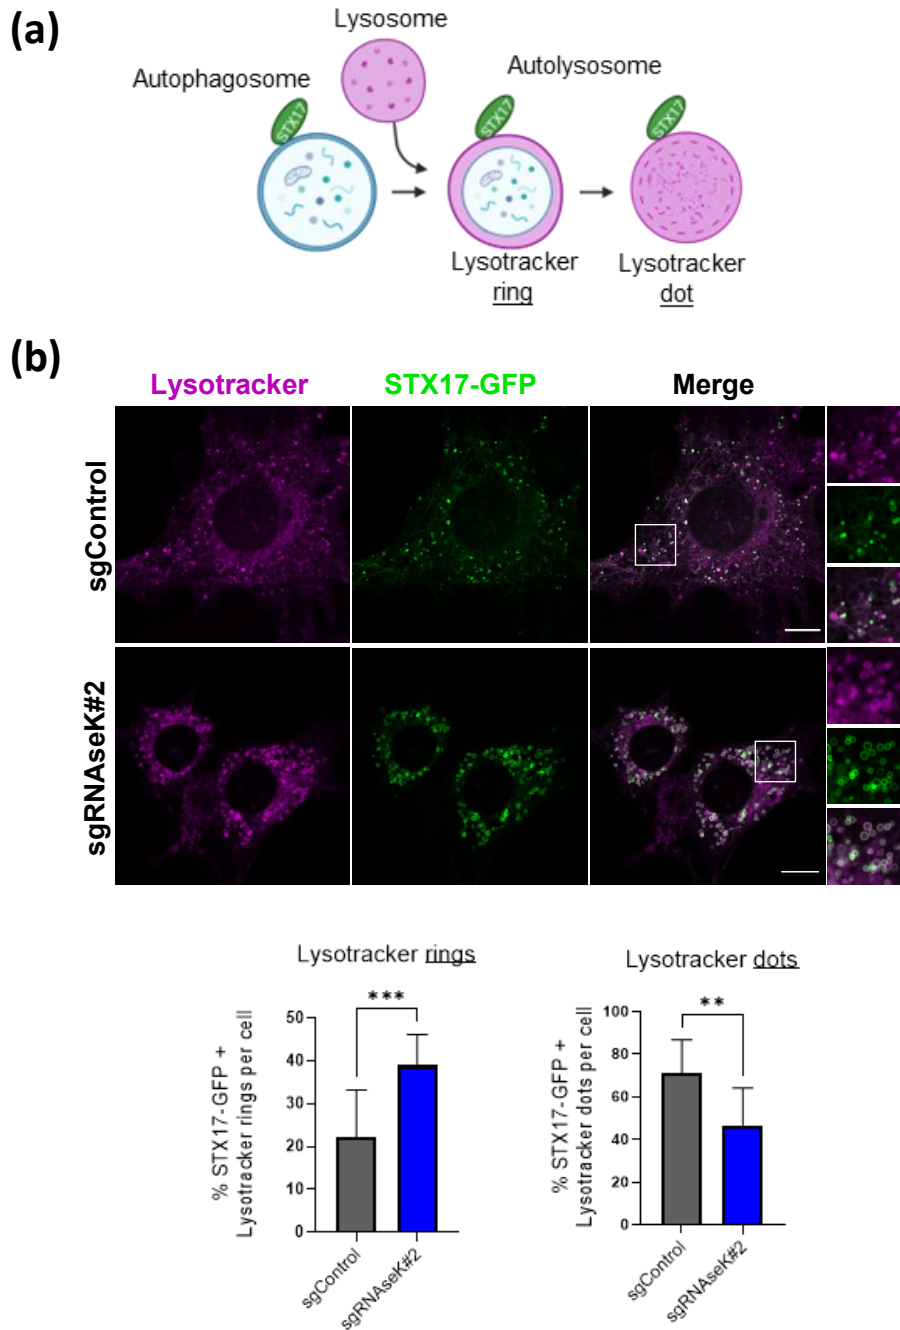 (a)
Lysosome
Autophagosome
Autolysosome
STX17
STX17
STX17
Lysotracker
ring
Lysotracker
dot
(b)
Lysotracker
STX17-GFP
Merge
sgControl
sgRNAseK#2
Lysotracker rings
% STX17-GFP +
Lysotracker rings per cell
50
40
30
20
10
0
***
sgControl
sgRNAseK#2
Lysotracker dots
% STX17-GFP +
Lysotracker dots per cell
100
80
60
40
20
0
**
sgControl
sgRNAseK#2